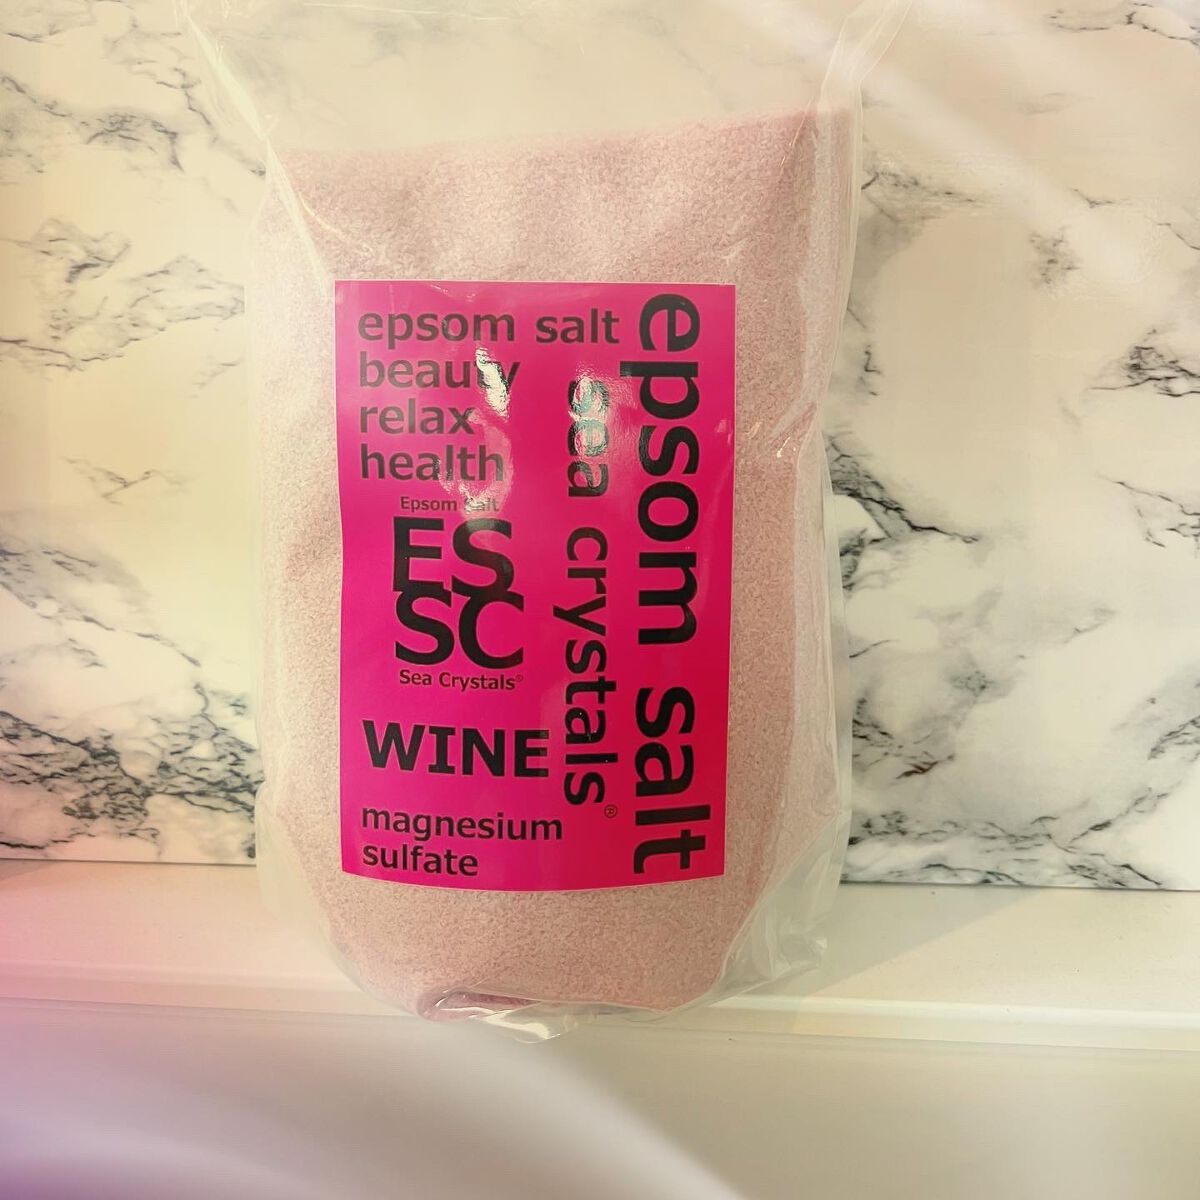 epsom salt
beauty
relax
health
Epsom Salt
ES
SC
Sea Crystals®
WINE
magnesium
sulfate
sea crystals®
epsom salt